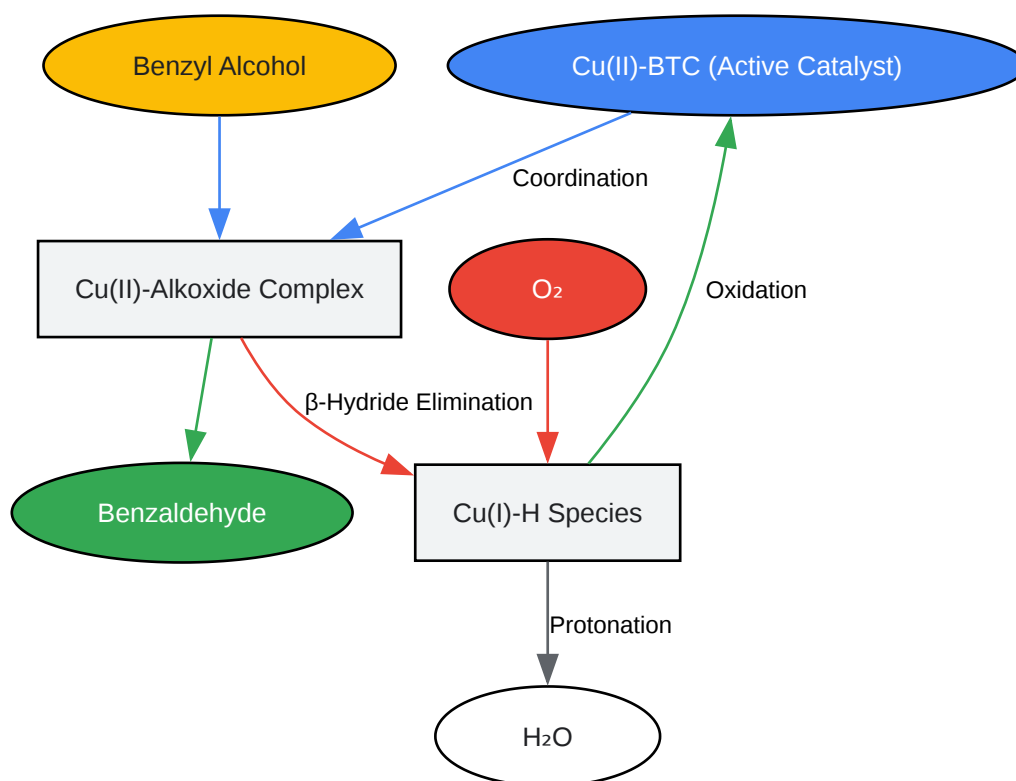 Benzyl Alcohol
Cu(II)-BTC (Active Catalyst)
Coordination
Cu(II)-Alkoxide Complex
O₂
Oxidation
β-Hydride Elimination
Benzaldehyde
Cu(I)-H Species
Protonation
H₂O